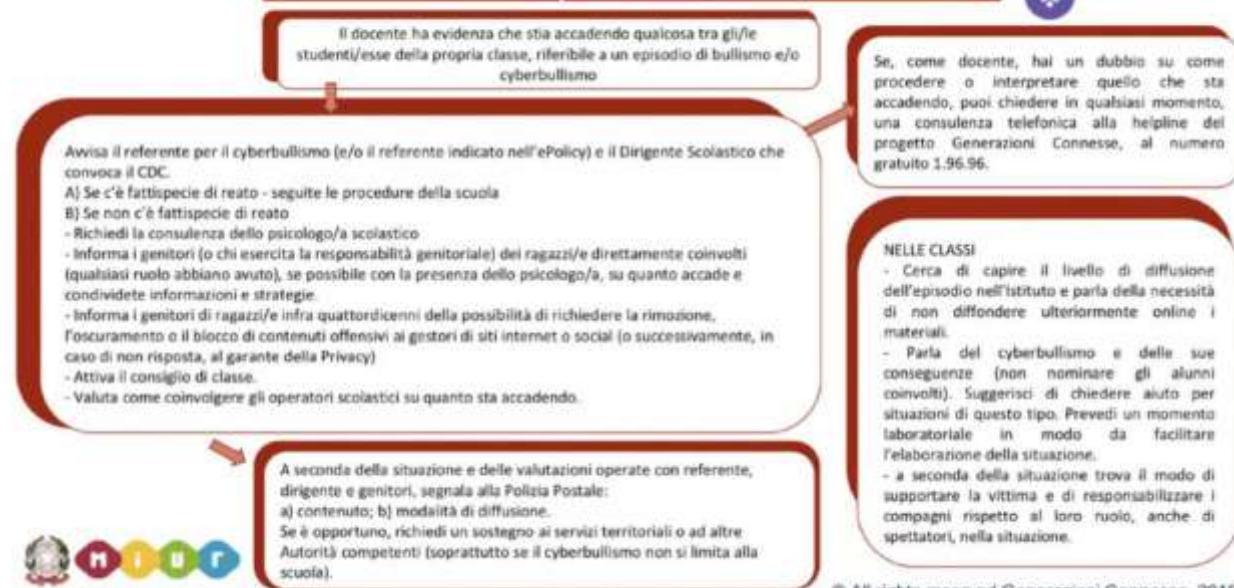 Il docente ha evidenza che stia accadendo qualcosa tra gli/le
studenti/esse della propria classe, riferibile a un episodio di bullismo e/o
cyberbullismo
Se, come docente, hai un dubbio su come
procedere o interpretare quello che sta
accadendo, puoi chiedere in qualsiasi momento,
una consulenza telefonica alla helpline del
progetto Generazioni Connesse, al numero
gratuito 1.96.96.
Avvisa il referente per il cyberbullismo (e/o il referente indicato nell'ePolicy) e il Dirigente Scolastico che
convoca il CDC.
A) Se c'è fattispecie di reato - seguite le procedure della scuola
B) Se non c'è fattispecie di reato
- Richiedi la consulenza dello psicologo/a scolastico
- Informa i genitori (o chi esercita la responsabilità genitoriale) dei ragazzi/e direttamente coinvolti
(qualsiasi ruolo abbiano avuto), se possibile con la presenza dello psicologo/a, su quanto accade e
condividete informazioni e strategie.
- Informa i genitori di ragazzi/e infra quattordicenni della possibilità di richiedere la rimozione,
l'oscuramento o il blocco di contenuti offensivi ai gestori di siti internet o social (o successivamente, in
caso di non risposta, al garante della Privacy)
- Attiva il consiglio di classe.
- Valuta come coinvolgere gli operatori scolastici su quanto sta accadendo.
NELLE CLASSI
- Cerca di capire il livello di diffusione
dell'episodio nell'Istituto e parla della necessità
di non diffondere ulteriormente online i
materiali.
- Parla del cyberbullismo e delle sue
conseguenze (non nominare gli alunni
coinvolti). Suggerisci di chiedere aiuto per
situazioni di questo tipo. Prevedi un momento
laboratoriale in modo da facilitare
l'elaborazione della situazione.
- a seconda della situazione trova il modo di
supportare la vittima e di responsabilizzare i
compagni rispetto al loro ruolo, anche di
spettatori, nella situazione.
A seconda della situazione e delle valutazioni operate con referente,
dirigente e genitori, segnala alla Polizia Postale:
a) contenuto; b) modalità di diffusione.
Se è opportuno, richiedi un sostegno ai servizi territoriali o ad altre
Autorità competenti (soprattutto se il cyberbullismo non si limita alla
scuola).
m i u r